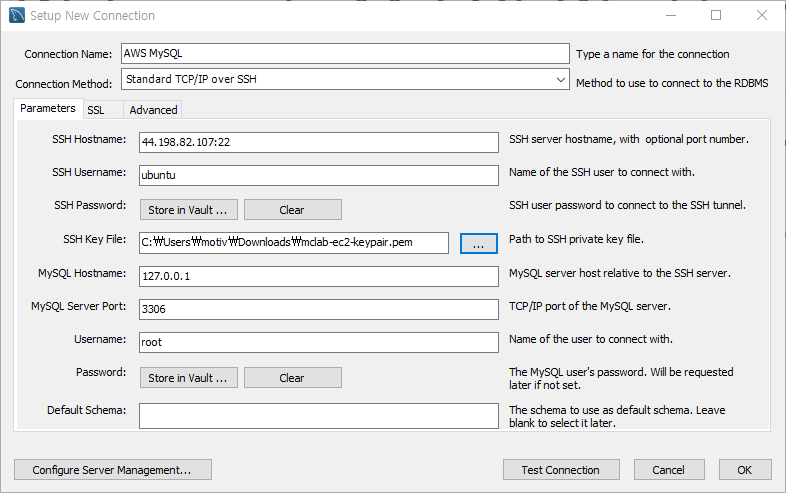 Setup New Connection
Connection Name: AWS MySQL Type a name for the connection
Connection Method: Standard TCP/IP over SSH Method to use to connect to the RDBMS
Parameters SSL Advanced
SSH Hostname: 44.198.82.107:22 SSH server hostname, with optional port number.
SSH Username: ubuntu Name of the SSH user to connect with.
SSH Password: Store in Vault ... Clear SSH user password to connect to the SSH tunnel.
SSH Key File: C:₩Users₩motiv₩Downloads₩mclab-ec2-keypair.pem ... Path to SSH private key file.
MySQL Hostname: 127.0.0.1 MySQL server host relative to the SSH server.
MySQL Server Port: 3306 TCP/IP port of the MySQL server.
Username: root Name of the user to connect with.
Password: Store in Vault ... Clear The MySQL user's password. Will be requested
later if not set.
Default Schema: The schema to use as default schema. Leave
blank to select it later.
Configure Server Management... Test Connection Cancel OK